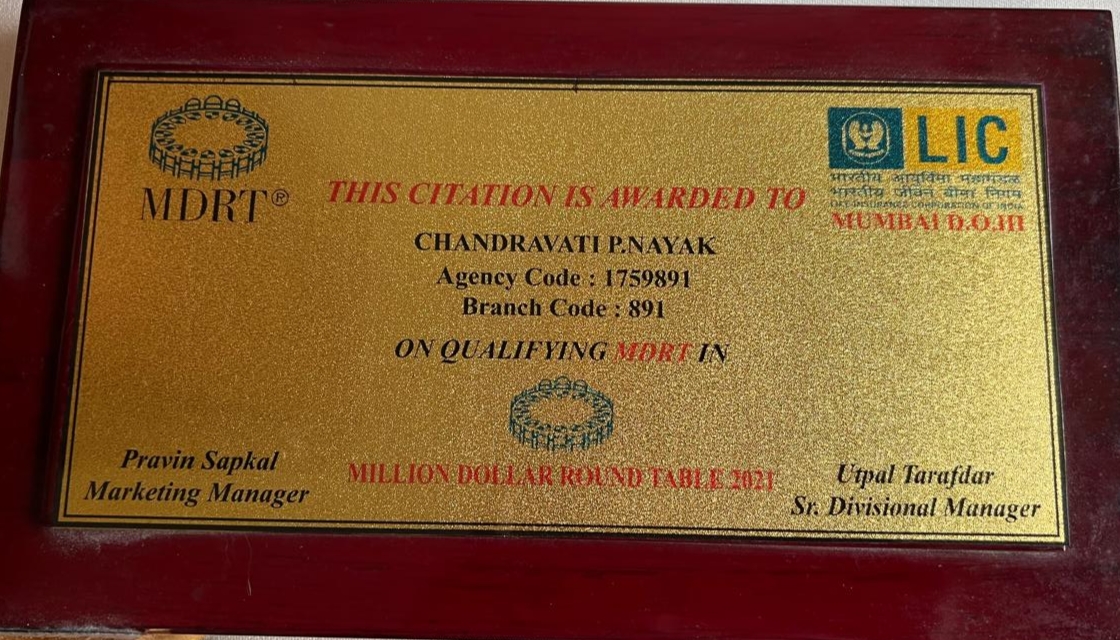 MDRT®
LIC
भारतीय आयुर्विमा महामंडळ
भारतीय जीवन बीमा निगम
LIFE INSURANCE CORPORATION OF INDIA
MUMBAI D.O.III
THIS CITATION IS AWARDED TO
CHANDRAVATI P.NAYAK
Agency Code : 1759891
Branch Code : 891
ON QUALIFYING MDRT IN
MILLION DOLLAR ROUND TABLE 2021
Pravin Sapkal
Marketing Manager
Utpal Tarafdar
Sr. Divisional Manager